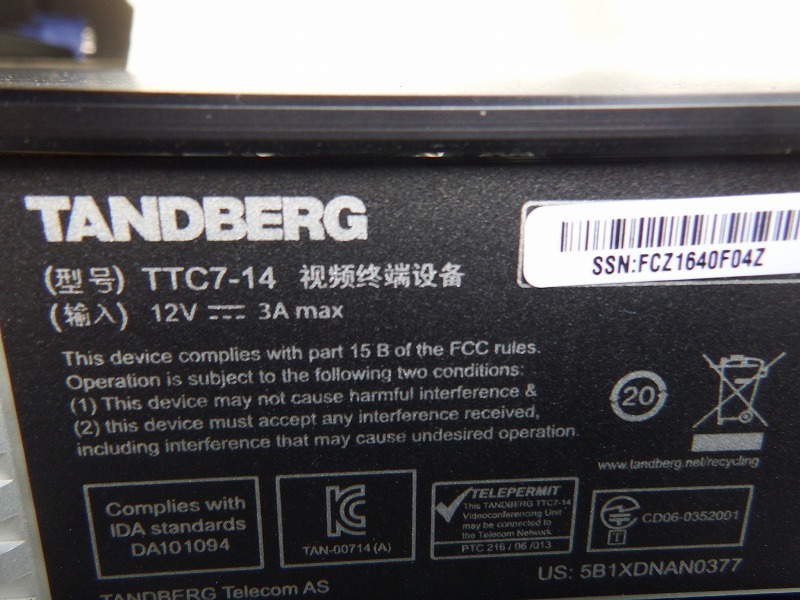 TANDBERG
SSN:FCZ1640F04Z
(型号) TTC7-14 视频终端设备
(输入) 12V 3A max
This device complies with part 15 B of the FCC rules.
Operation is subject to the following two conditions:
(1) This device may not cause harmful interference &
(2) this device must accept any interference received,
including interference that may cause undesired operation.
20
www.tandberg.net/recycling
Complies with
IDA standards
DA101094
TAN-00714 (A)
TELEPERMIT
This TANDBERG TTC7-14
Videoconferencing Unit
may be connected to
the Telecom Network
PTC 216 / 06 / 013
T
CD06-0352001
US: 5B1XDNAN0377
TANDBERG Telecom AS